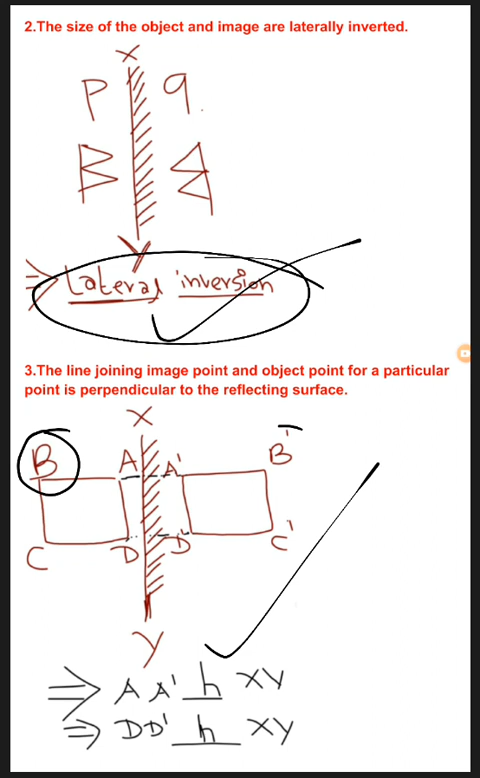 2.The size of the object and image are laterally inverted.
X
P q
B
Y
⇒ Lateral inversion
3.The line joining image point and object point for a particular
point is perpendicular to the reflecting surface.
X
B A A' B'
C D D' C'
Y
⇒ AA' h XY
⇒ DD' h XY